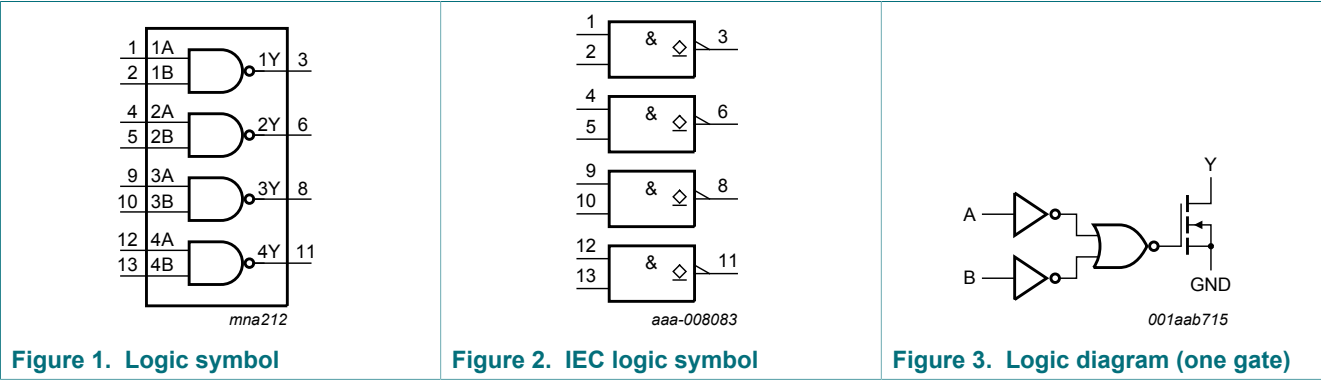 1 1A
2 1B
1Y 3
4 2A
5 2B
2Y 6
9 3A
10 3B
3Y 8
12 4A
13 4B
4Y 11
mna212
Figure 1. Logic symbol
1
2
&
3
4
5
&
6
9
10
&
8
12
13
&
11
aaa-008083
Figure 2. IEC logic symbol
Y
A
B
GND
001aab715
Figure 3. Logic diagram (one gate)